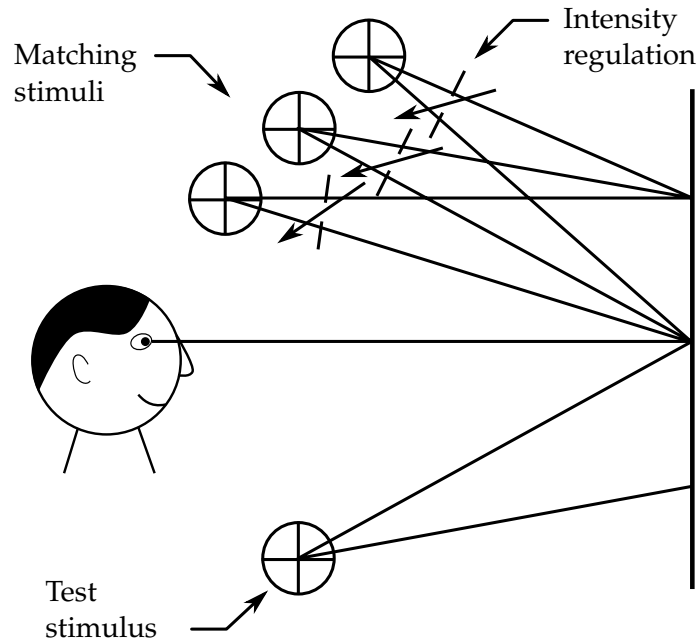 Matching
stimuli
Intensity
regulation
Test
stimulus